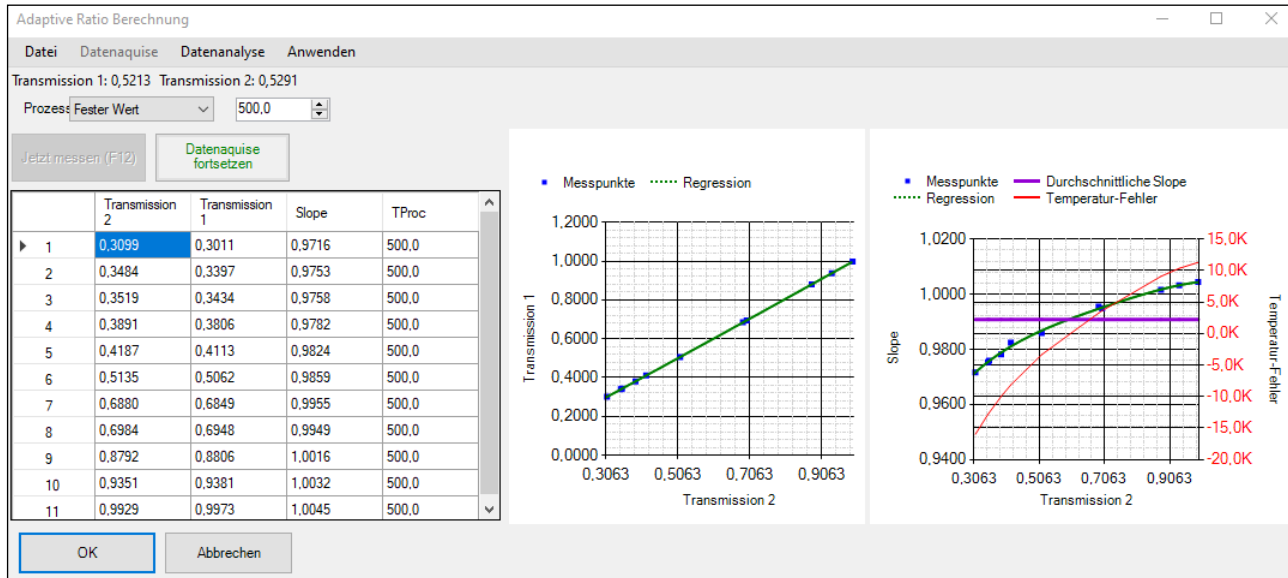 Adaptive Ratio Berechnung
Datei Datenaquise Datenanalyse Anwenden
Transmission 1: 0,5213 Transmission 2: 0,5291
Prozess Fester Wert 500,0
Jetzt messen (F12)
Datenaquise
fortsetzen
Transmission 2 Transmission 1 Slope TProc
1 0,3099 0,3011 0,9716 500,0
2 0,3484 0,3397 0,9753 500,0
3 0,3519 0,3434 0,9758 500,0
4 0,3891 0,3806 0,9782 500,0
5 0,4187 0,4113 0,9824 500,0
6 0,5135 0,5062 0,9859 500,0
7 0,6880 0,6849 0,9955 500,0
8 0,6984 0,6948 0,9949 500,0
9 0,8792 0,8806 1,0016 500,0
10 0,9351 0,9381 1,0032 500,0
11 0,9929 0,9973 1,0045 500,0
OK Abbrechen
Messpunkte Regression
1,2000
1,0000
0,8000
0,6000
0,4000
0,2000
0,0000
Transmission 1
0,3063 0,5063 0,7063 0,9063
Transmission 2
Messpunkte Durchschnittliche Slope
Regression Temperatur-Fehler
1,0200
1,0000
0,9800
0,9600
0,9400
Slope
15,0K
10,0K
5,0K
0,0K
-5,0K
-10,0K
-15,0K
-20,0K
Temperatur-Fehler
0,3063 0,5063 0,7063 0,9063
Transmission 2